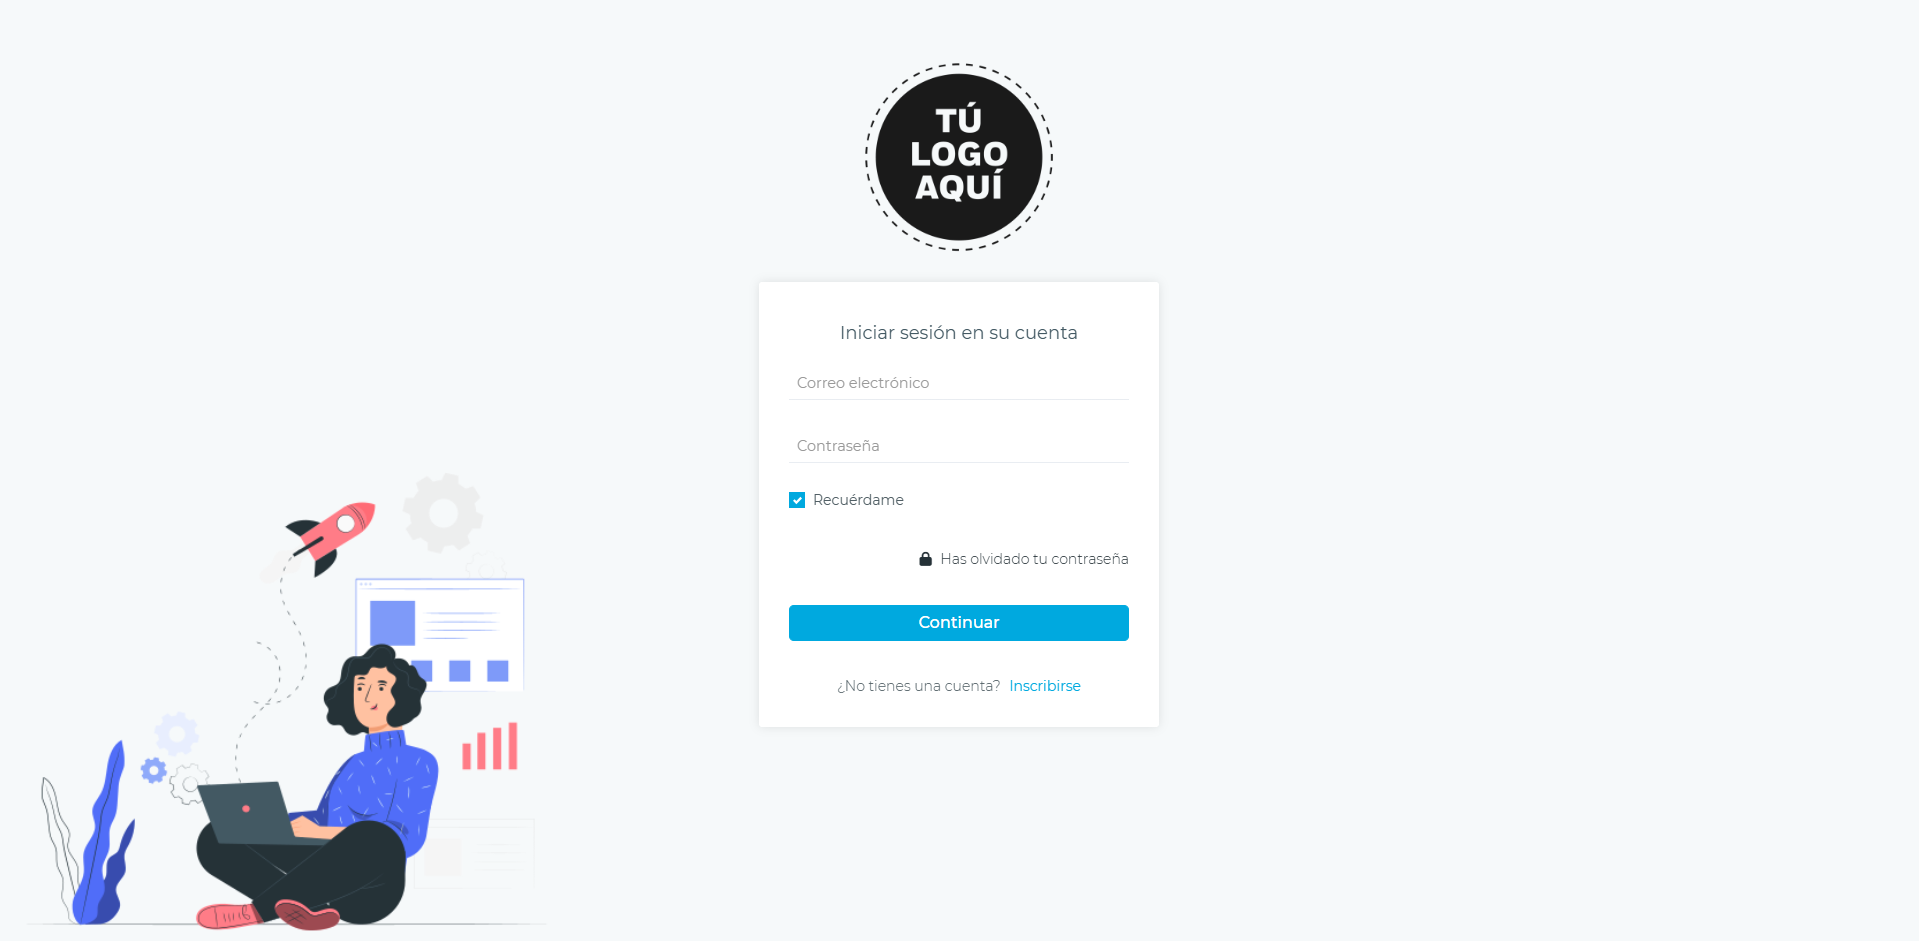 TÚ
LOGO
AQUÍ
Iniciar sesión en su cuenta
Correo electrónico
Contraseña
Recuérdame
Has olvidado tu contraseña
Continuar
¿No tienes una cuenta? Inscribirse